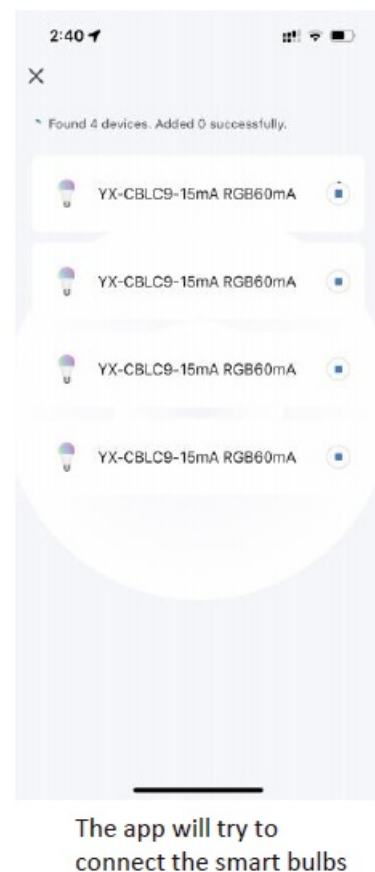 2:40
Found 4 devices. Added 0 successfully.
YX-CBLC9-15mA RGB60mA
YX-CBLC9-15mA RGB60mA
YX-CBLC9-15mA RGB60mA
YX-CBLC9-15mA RGB60mA
The app will try to
connect the smart bulbs